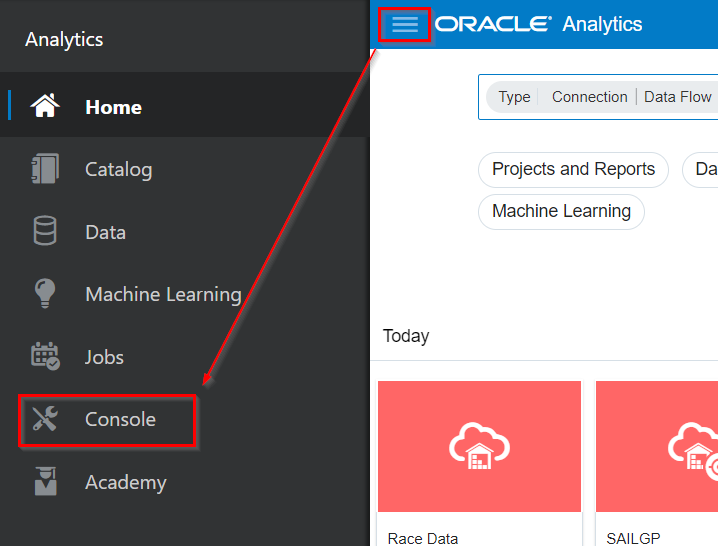 Analytics
Home
Catalog
Data
Machine Learning
Jobs
Console
Academy
ORACLE® Analytics
Type Connection Data Flow
Projects and Reports Da
Machine Learning
Today
Race Data SAILGP